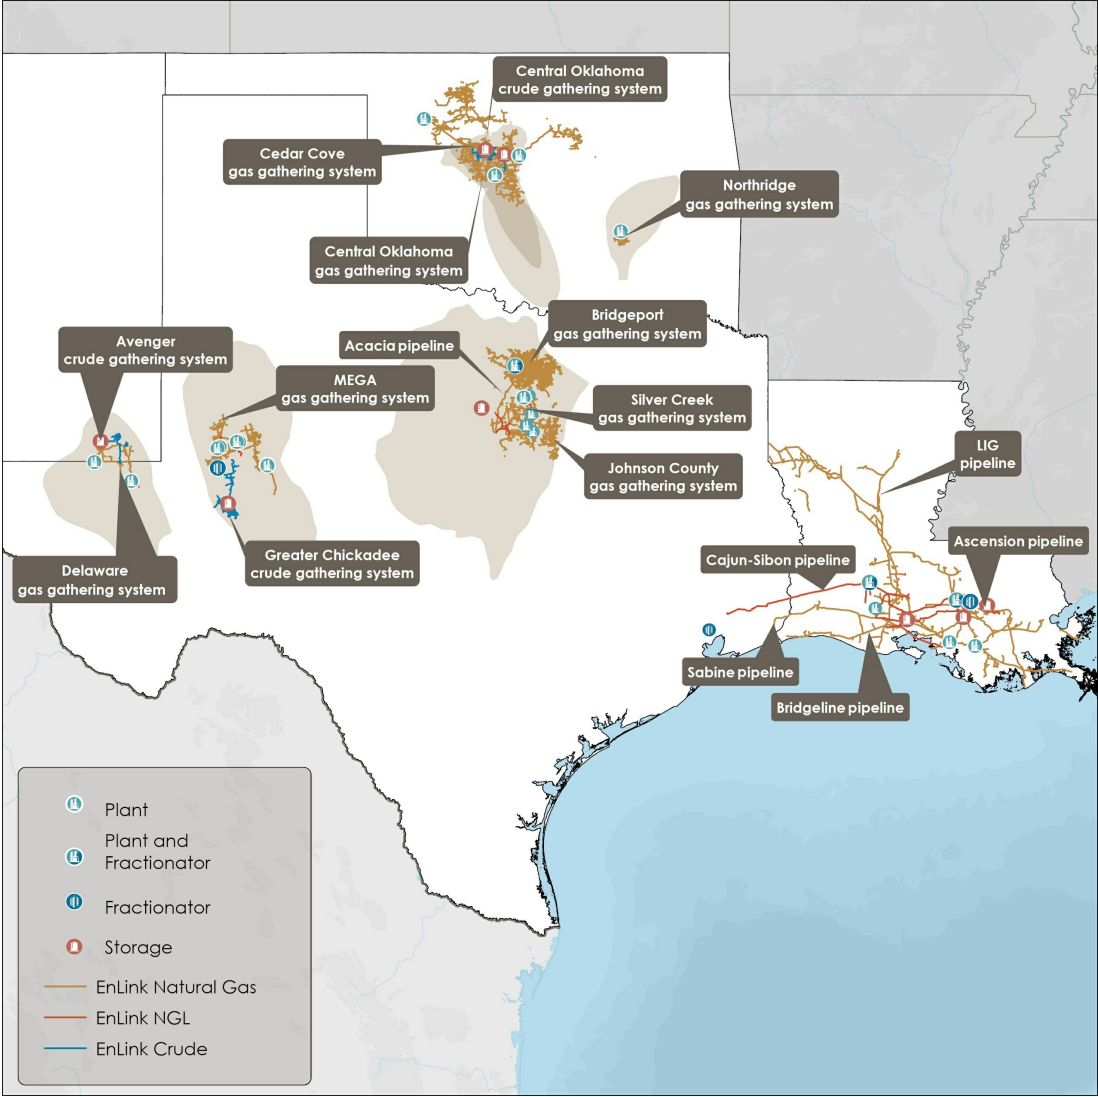 Central Oklahoma
crude gathering system
Cedar Cove
gas gathering system
Northridge
gas gathering system
Central Oklahoma
gas gathering system
Bridgeport
gas gathering system
Avenger
crude gathering system
Acacia pipeline
MEGA
gas gathering system
Silver Creek
gas gathering system
LIG
pipeline
Johnson County
gas gathering system
Ascension pipeline
Greater Chickadee
crude gathering system
Cajun-Sibon pipeline
Delaware
gas gathering system
Sabine pipeline
Bridgeline pipeline
Plant
Plant and
Fractionator
Fractionator
Storage
EnLink Natural Gas
EnLink NGL
EnLink Crude